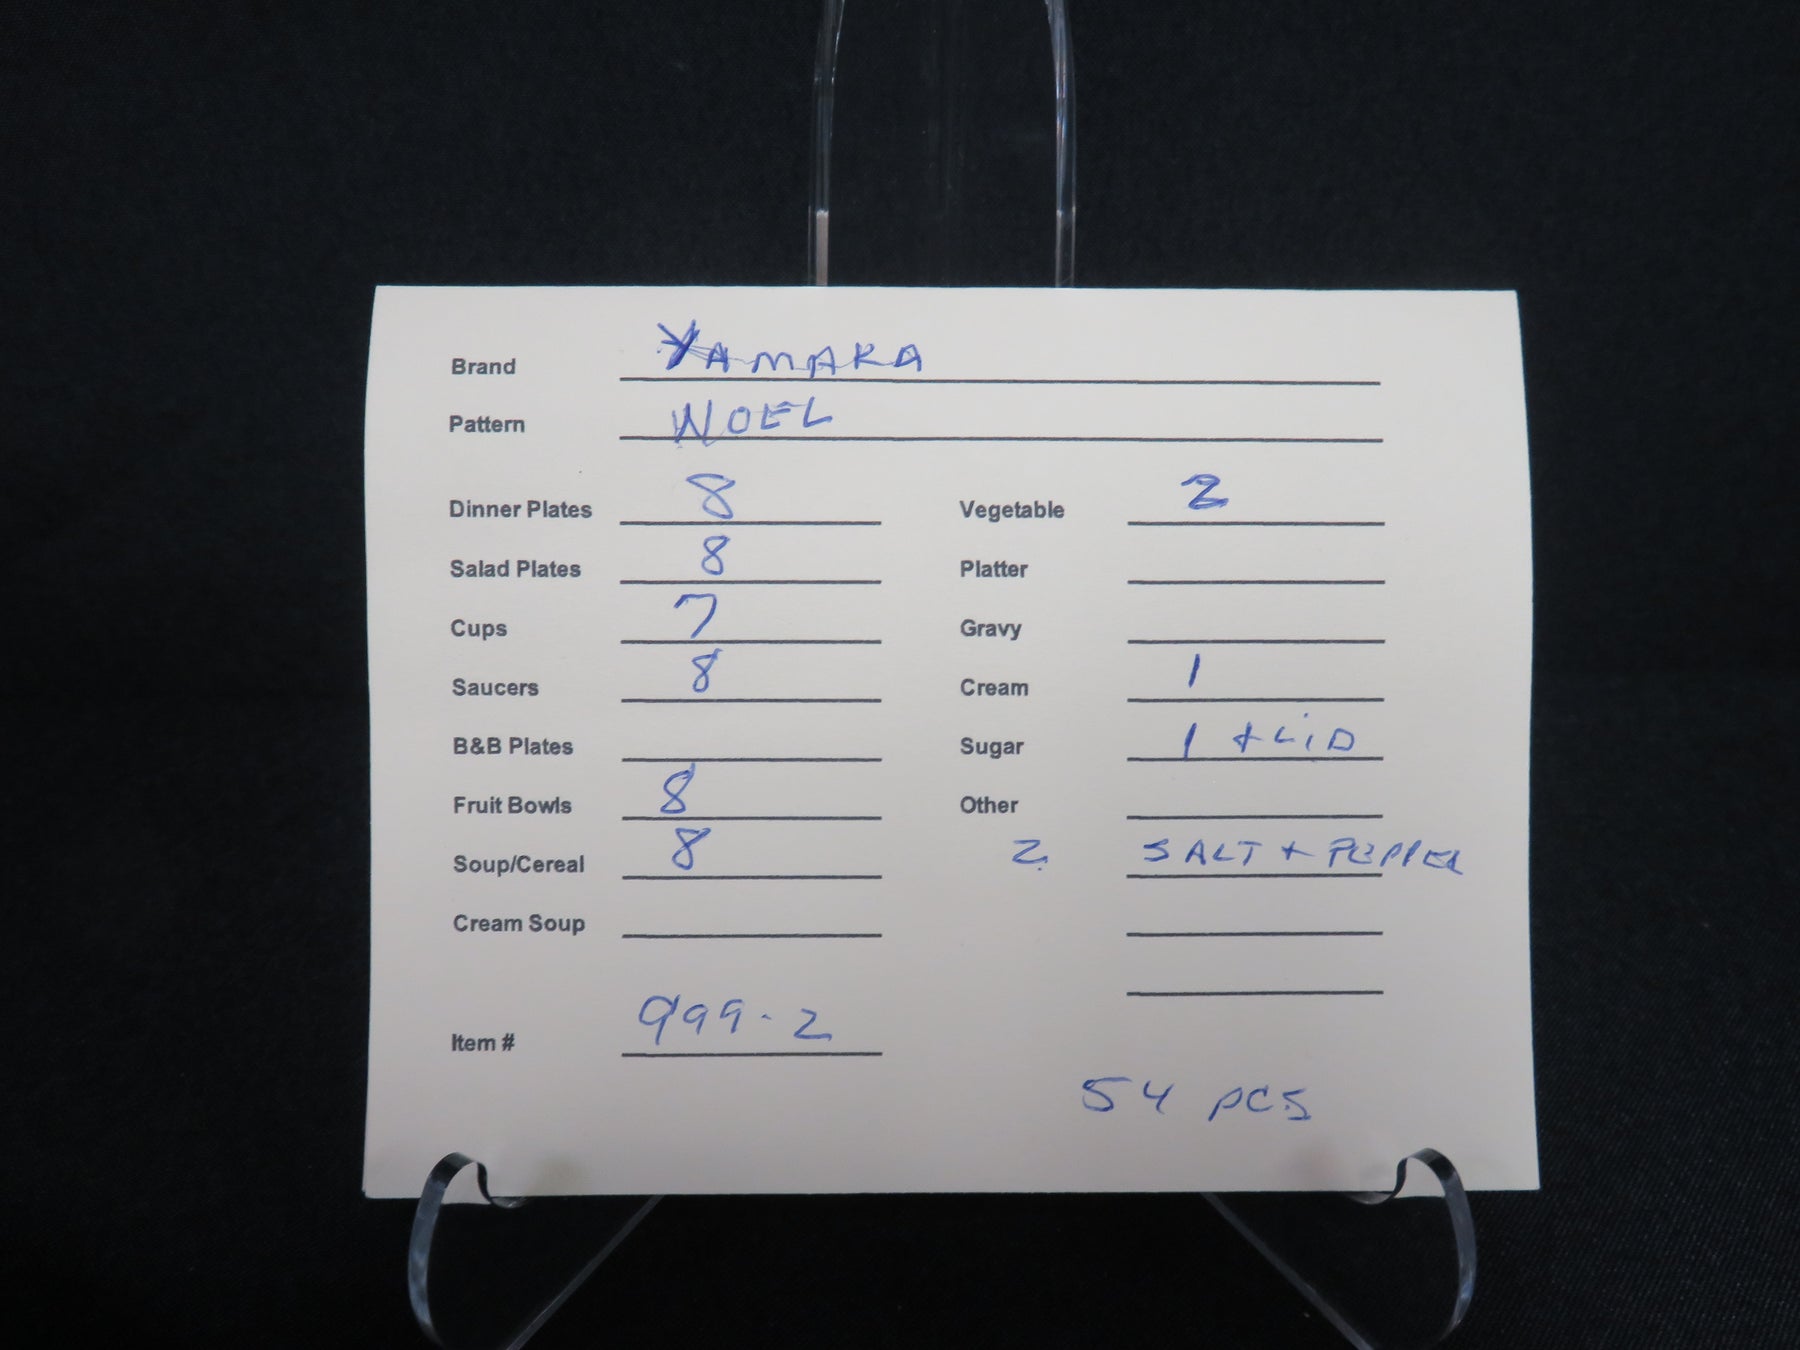 Brand YAMAKA
Pattern NOEL
Dinner Plates 8 Vegetable 2
Salad Plates 8 Platter
Cups 7 Gravy
Saucers 8 Cream 1
B&B Plates Sugar 1 + LiD
Fruit Bowls 8 Other
Soup/Cereal 8 2 SALT + PEPPER
Cream Soup
Item # 999-2
54 pcs